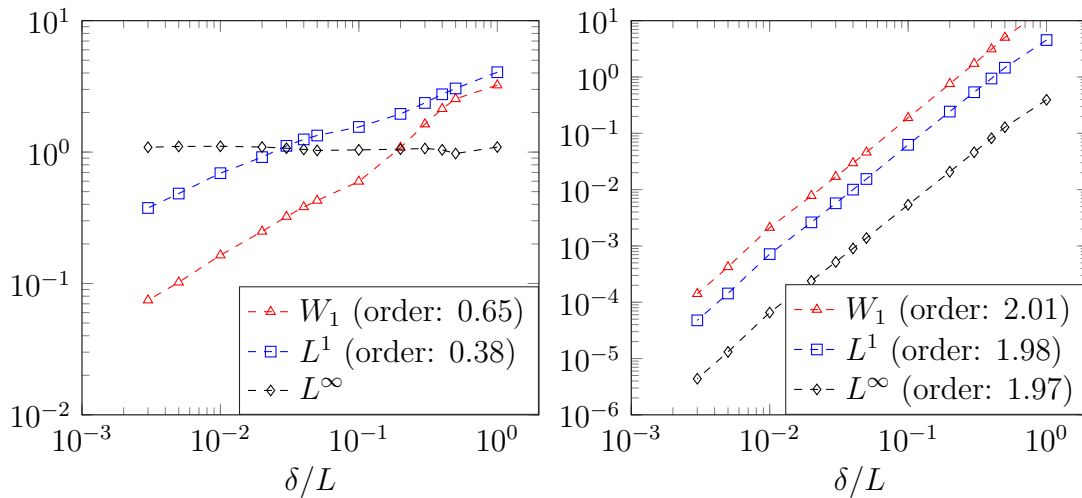 10^1
10^0
10^{-1}
10^{-2}
10^{-3} 10^{-2} 10^{-1} 10^0
δ/L
W_1 (order: 0.65)
L^1 (order: 0.38)
L^∞
10^1
10^0
10^{-1}
10^{-2}
10^{-3}
10^{-4}
10^{-5}
10^{-6}
10^{-3} 10^{-2} 10^{-1} 10^0
δ/L
W_1 (order: 2.01)
L^1 (order: 1.98)
L^∞ (order: 1.97)